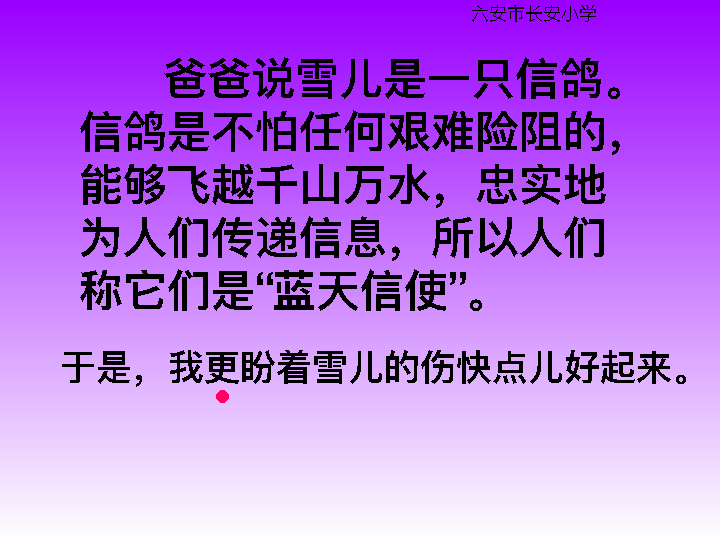 六安市长安小学
爸爸说雪儿是一只信鸽。
信鸽是不怕任何艰难险阻的，
能够飞越千山万水，忠实地
为人们传递信息，所以人们
称它们是“蓝天信使”。
于是，我更盼着雪儿的伤快点儿好起来。